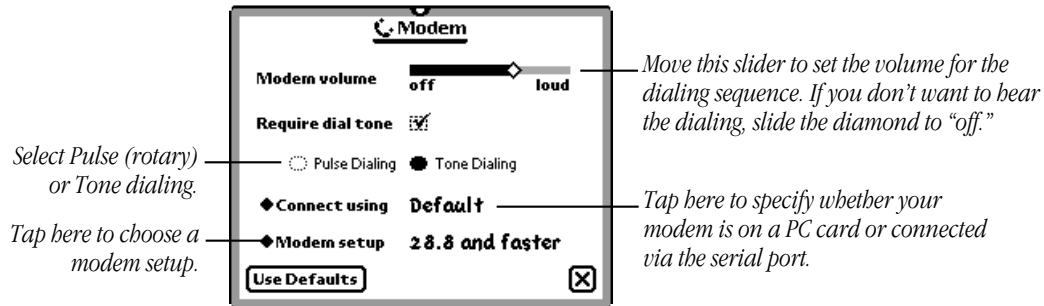 Modem
Modem volume
off loud
Move this slider to set the volume for the
dialing sequence. If you don’t want to hear
the dialing, slide the diamond to “off.”
Require dial tone
Select Pulse (rotary)
or Tone dialing.
Pulse Dialing Tone Dialing
Connect using Default
Tap here to specify whether your
modem is on a PC card or connected
via the serial port.
Tap here to choose a
modem setup.
Modem setup 28.8 and faster
Use Defaults